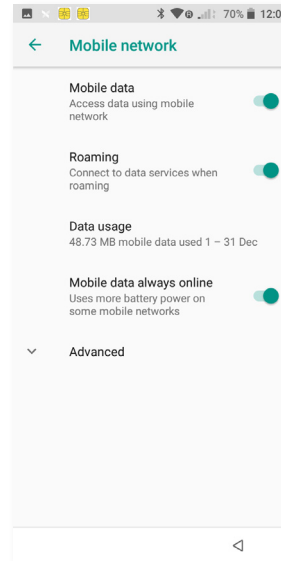 70% 12:0
Mobile network
Mobile data
Access data using mobile
network
Roaming
Connect to data services when
roaming
Data usage
48.73 MB mobile data used 1 – 31 Dec
Mobile data always online
Uses more battery power on
some mobile networks
Advanced